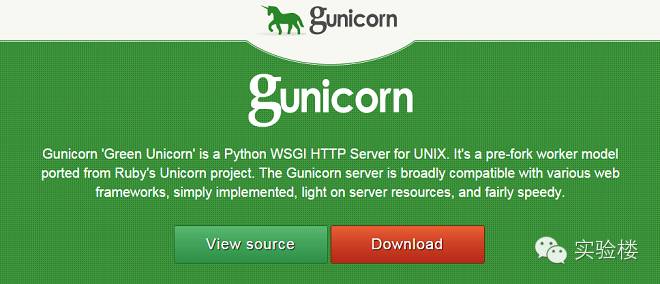 gunicorn
gunicorn
Gunicorn 'Green Unicorn' is a Python WSGI HTTP Server for UNIX. It's a pre-fork worker model
ported from Ruby's Unicorn project. The Gunicorn server is broadly compatible with various web
frameworks, simply implemented, light on server resources, and fairly speedy.
View source
Download
实验楼